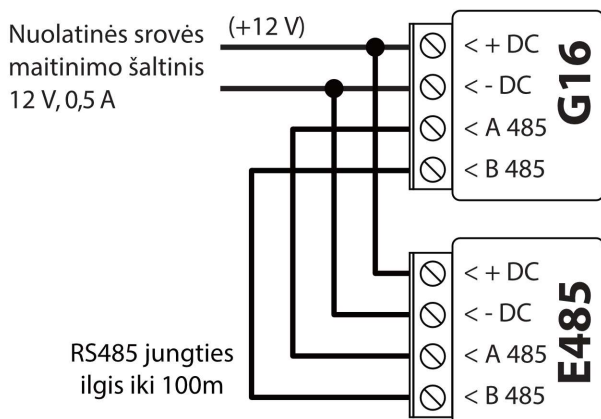 Nuolatinės srovės
maitinimo šaltinis
12 V, 0,5 A
(+12 V)
< + DC
< - DC
< A 485
< B 485
G16
< + DC
< - DC
< A 485
< B 485
E485
RS485 jungties
ilgis iki 100m